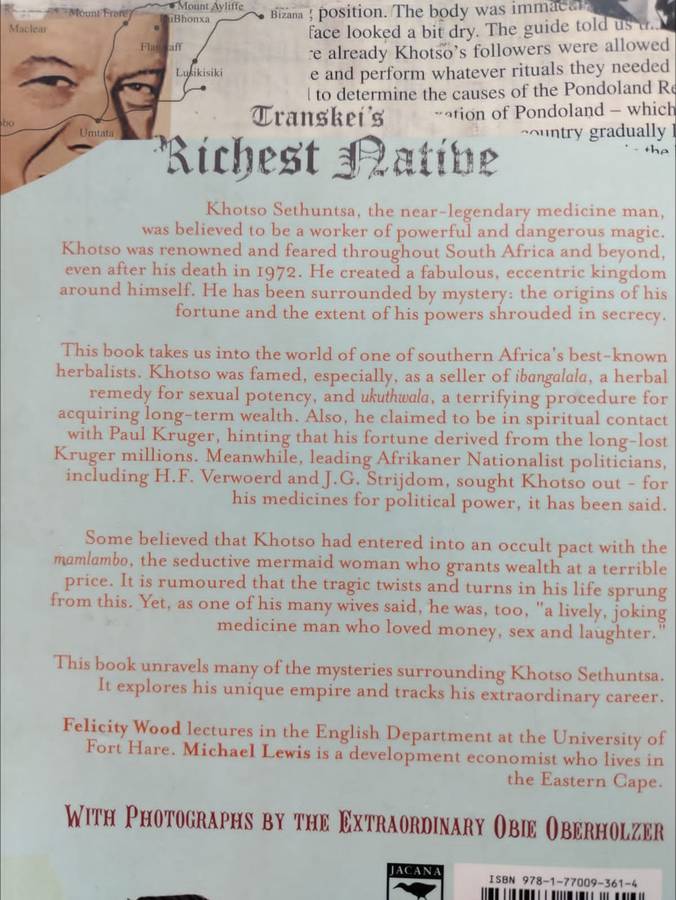 Mount Frere
Mount Ayliffe
Bhonxa
Bizana
Maclear
Flagstaff
Lusikisiki
Umtata
; position. The body was
face looked a bit dry. The guide told us
already Khotso's followers were allowed
e and perform whatever rituals they needed
to determine the causes of the Pondoland
of Pondoland – which
country gradually
Transkei's
Richest Native
Khotso Sethuntsa, the near-legendary medicine man,
was believed to be a worker of powerful and dangerous magic.
Khotso was renowned and feared throughout South Africa and beyond,
even after his death in 1972. He created a fabulous, eccentric kingdom
around himself. He has been surrounded by mystery: the origins of his
fortune and the extent of his powers shrouded in secrecy.
This book takes us into the world of one of southern Africa's best-known
herbalists. Khotso was famed, especially, as a seller of ibangalala, a herbal
remedy for sexual potency, and ukuthwala, a terrifying procedure for
acquiring long-term wealth. Also, he claimed to be in spiritual contact
with Paul Kruger, hinting that his fortune derived from the long-lost
Kruger millions. Meanwhile, leading Afrikaner Nationalist politicians,
including H.F. Verwoerd and J.G. Strijdom, sought Khotso out - for
his medicines for political power, it has been said.
Some believed that Khotso had entered into an occult pact with the
mamlambo, the seductive mermaid woman who grants wealth at a terrible
price. It is rumoured that the tragic twists and turns in his life sprung
from this. Yet, as one of his many wives said, he was, too, "a lively, joking
medicine man who loved money, sex and laughter."
This book unravels many of the mysteries surrounding Khotso Sethuntsa.
It explores his unique empire and tracks his extraordinary career.
Felicity Wood lectures in the English Department at the University of
Fort Hare. Michael Lewis is a development economist who lives in
the Eastern Cape.
With Photographs by the Extraordinary Obie Oberholzer
JACANA
ISBN 978-1-77009-361-4